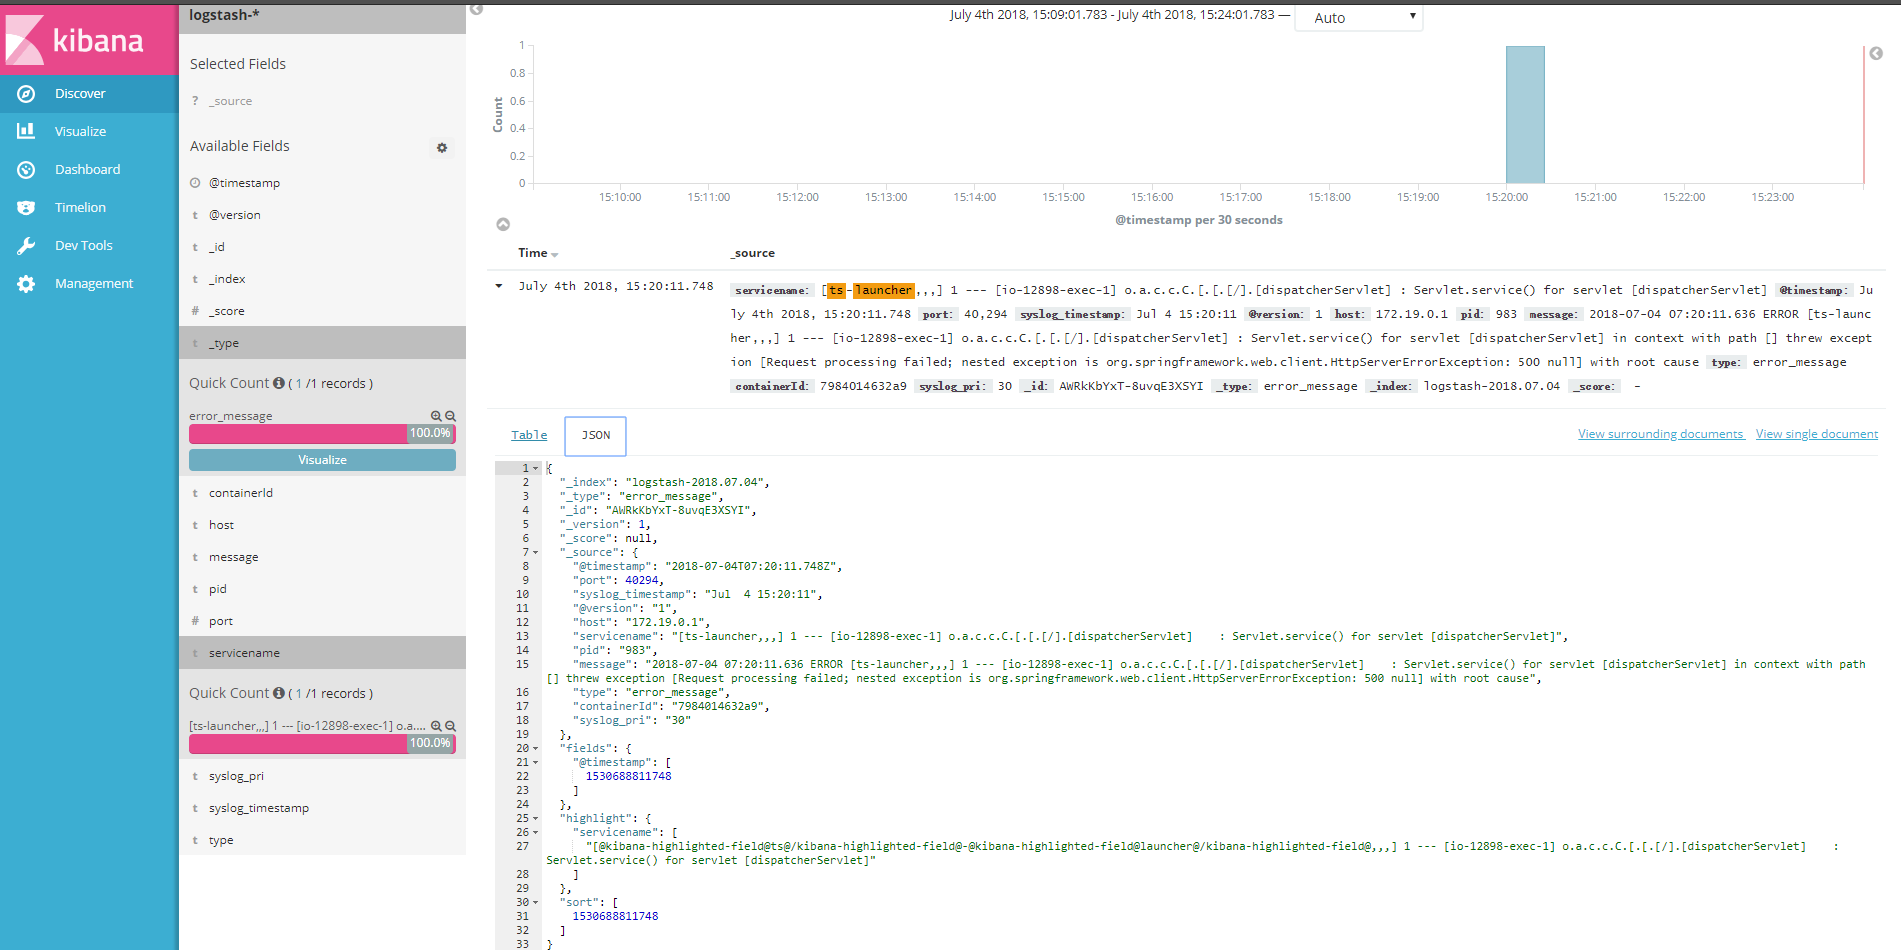 kibana
Discover
Visualize
Dashboard
Timelion
Dev Tools
Management
logstash-*
Selected Fields
? _source
Available Fields
@timestamp
t @version
t _id
t _index
# _score
t _type
Quick Count ( 1 /1 records )
error_message
100.0%
Visualize
t containerId
t host
t message
t pid
# port
t servicename
Quick Count ( 1 /1 records )
[ts-launcher,,,] 1 --- [io-12898-exec-1] o.a....
100.0%
t syslog_pri
t syslog_timestamp
t type
July 4th 2018, 15:09:01.783 - July 4th 2018, 15:24:01.783 —
Auto
Count
1
0.8
0.6
0.4
0.2
0
15:10:00 15:11:00 15:12:00 15:13:00 15:14:00 15:15:00 15:16:00 15:17:00 15:18:00 15:19:00 15:20:00 15:21:00 15:22:00 15:23:00
@timestamp per 30 seconds
Time _source
July 4th 2018, 15:20:11.748 servicename: [ts-launcher,,,] 1 --- [io-12898-exec-1] o.a.c.c.C.[.[.[/].[dispatcherServlet] : Servlet.service() for servlet [dispatcherServlet] @timestamp: Ju
ly 4th 2018, 15:20:11.748 port: 40,294 syslog_timestamp: Jul 4 15:20:11 @version: 1 host: 172.19.0.1 pid: 983 message: 2018-07-04 07:20:11.636 ERROR [ts-launc
her,,,] 1 --- [io-12898-exec-1] o.a.c.c.C.[.[.[/].[dispatcherServlet] : Servlet.service() for servlet [dispatcherServlet] in context with path [] threw except
ion [Request processing failed; nested exception is org.springframework.web.client.HttpServerErrorException: 500 null] with root cause type: error_message
containerId: 7984014632a9 syslog_pri: 30 _id: AWRkKbYxT-8uvqE3XSYI _type: error_message _index: logstash-2018.07.04 _score: -
Table JSON View surrounding documents View single document
1 {
2 "_index": "logstash-2018.07.04",
3 "_type": "error_message",
4 "_id": "AWRkKbYxT-8uvqE3XSYI",
5 "_version": 1,
6 "_score": null,
7 "_source": {
8 "@timestamp": "2018-07-04T07:20:11.748Z",
9 "port": 40294,
10 "syslog_timestamp": "Jul  4 15:20:11",
11 "@version": "1",
12 "host": "172.19.0.1",
13 "servicename": "[ts-launcher,,,] 1 --- [io-12898-exec-1] o.a.c.c.C.[.[.[/].[dispatcherServlet]    : Servlet.service() for servlet [dispatcherServlet]",
14 "pid": "983",
15 "message": "2018-07-04 07:20:11.636 ERROR [ts-launcher,,,] 1 --- [io-12898-exec-1] o.a.c.c.C.[.[.[/].[dispatcherServlet]    : Servlet.service() for servlet [dispatcherServlet] in context with path
[] threw exception [Request processing failed; nested exception is org.springframework.web.client.HttpServerErrorException: 500 null] with root cause",
16 "type": "error_message",
17 "containerId": "7984014632a9",
18 "syslog_pri": "30"
19 },
20 "fields": {
21 "@timestamp": [
22 1530688811748
23 ]
24 },
25 "highlight": {
26 "servicename": [
27 "[@kibana-highlighted-field@ts@/kibana-highlighted-field@-@kibana-highlighted-field@launcher@/kibana-highlighted-field@,,,] 1 --- [io-12898-exec-1] o.a.c.c.C.[.[.[/].[dispatcherServlet]    :
Servlet.service() for servlet [dispatcherServlet]"
28 ]
29 },
30 "sort": [
31 1530688811748
32 ]
33 }